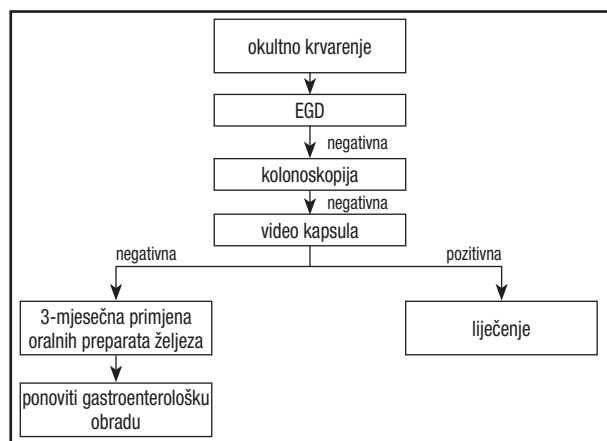 okultno krvarenje
EGD
negativna
kolonoskopija
negativna
video kapsula
negativna
pozitivna
3-mjesečna primjena
oralnih preparata željeza
liječenje
ponoviti gastroenterološku
obradu